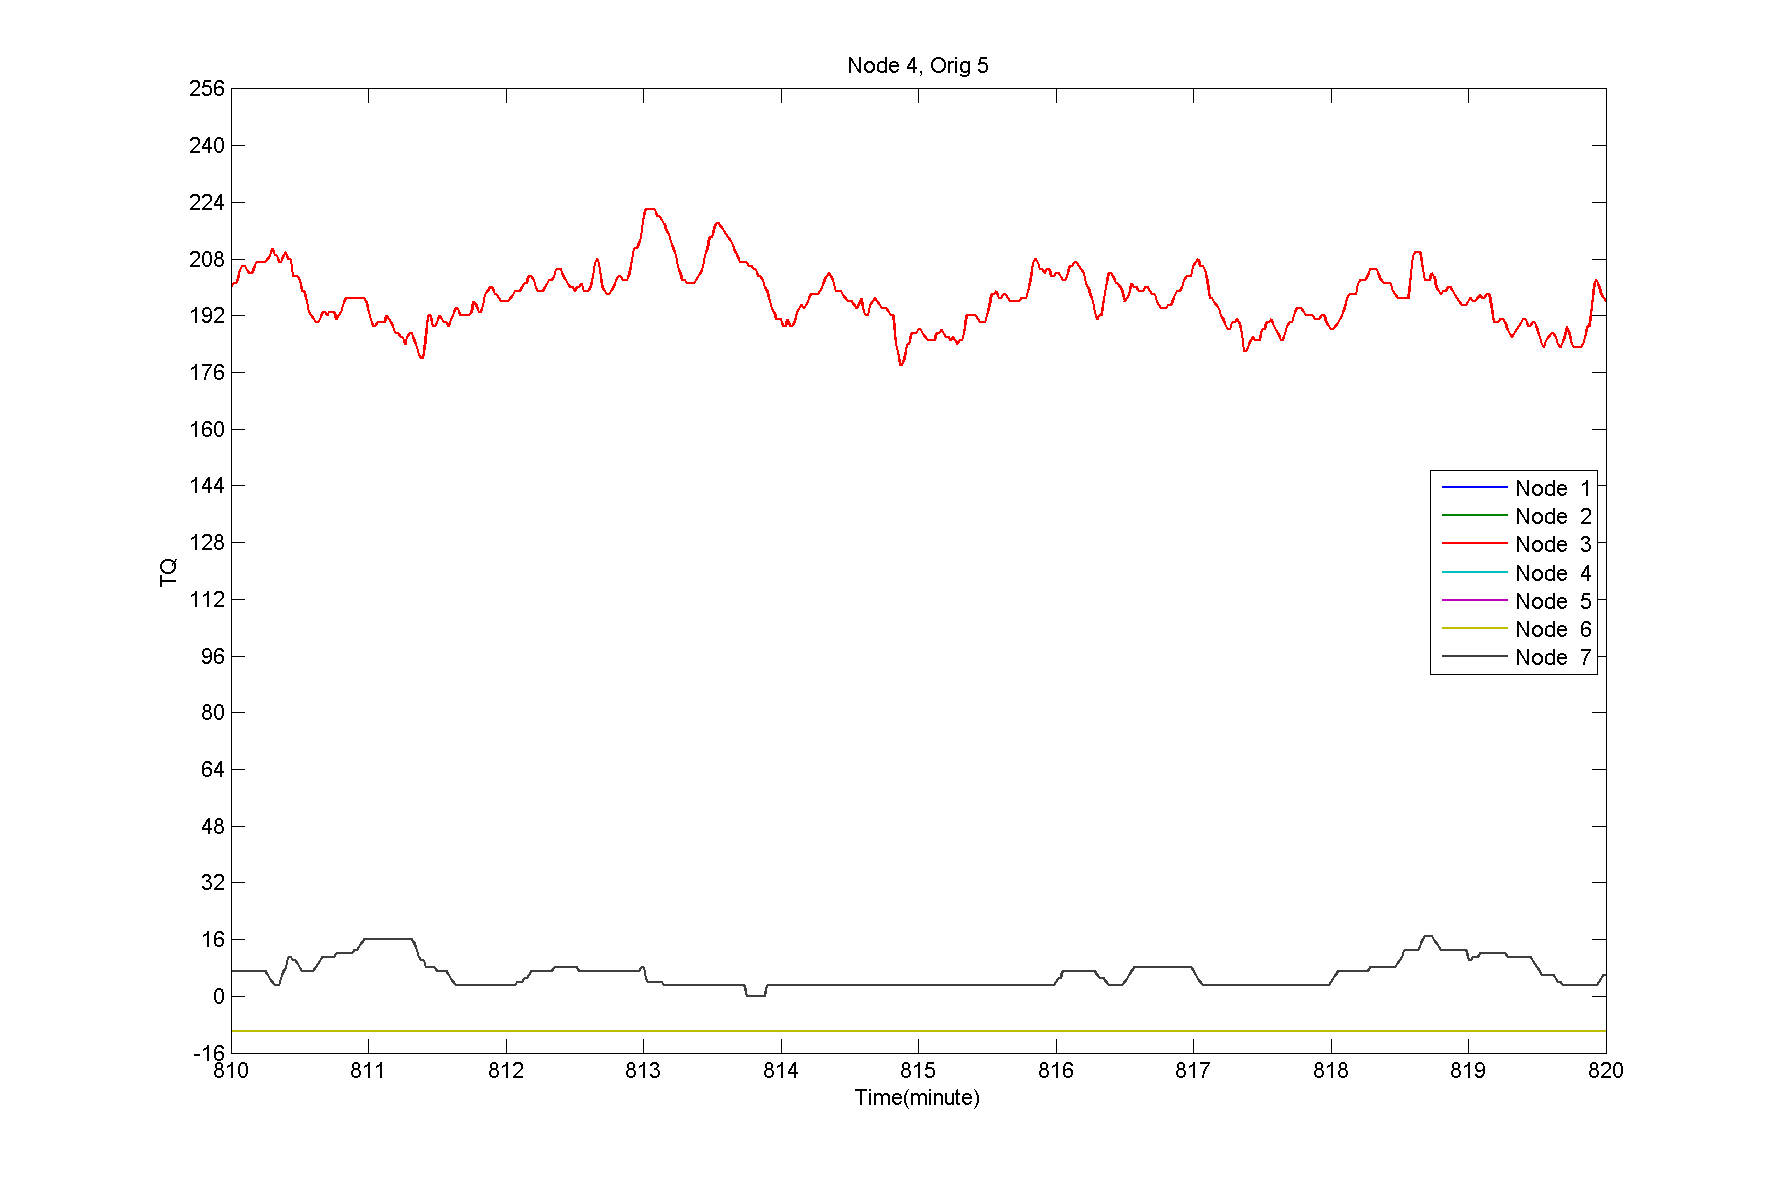 Node 4, Orig 5
256
240
224
208
192
176
160
144
128
112
96
80
64
48
32
16
0
-16
TQ
Node 1
Node 2
Node 3
Node 4
Node 5
Node 6
Node 7
810 811 812 813 814 815 816 817 818 819 820
Time(minute)